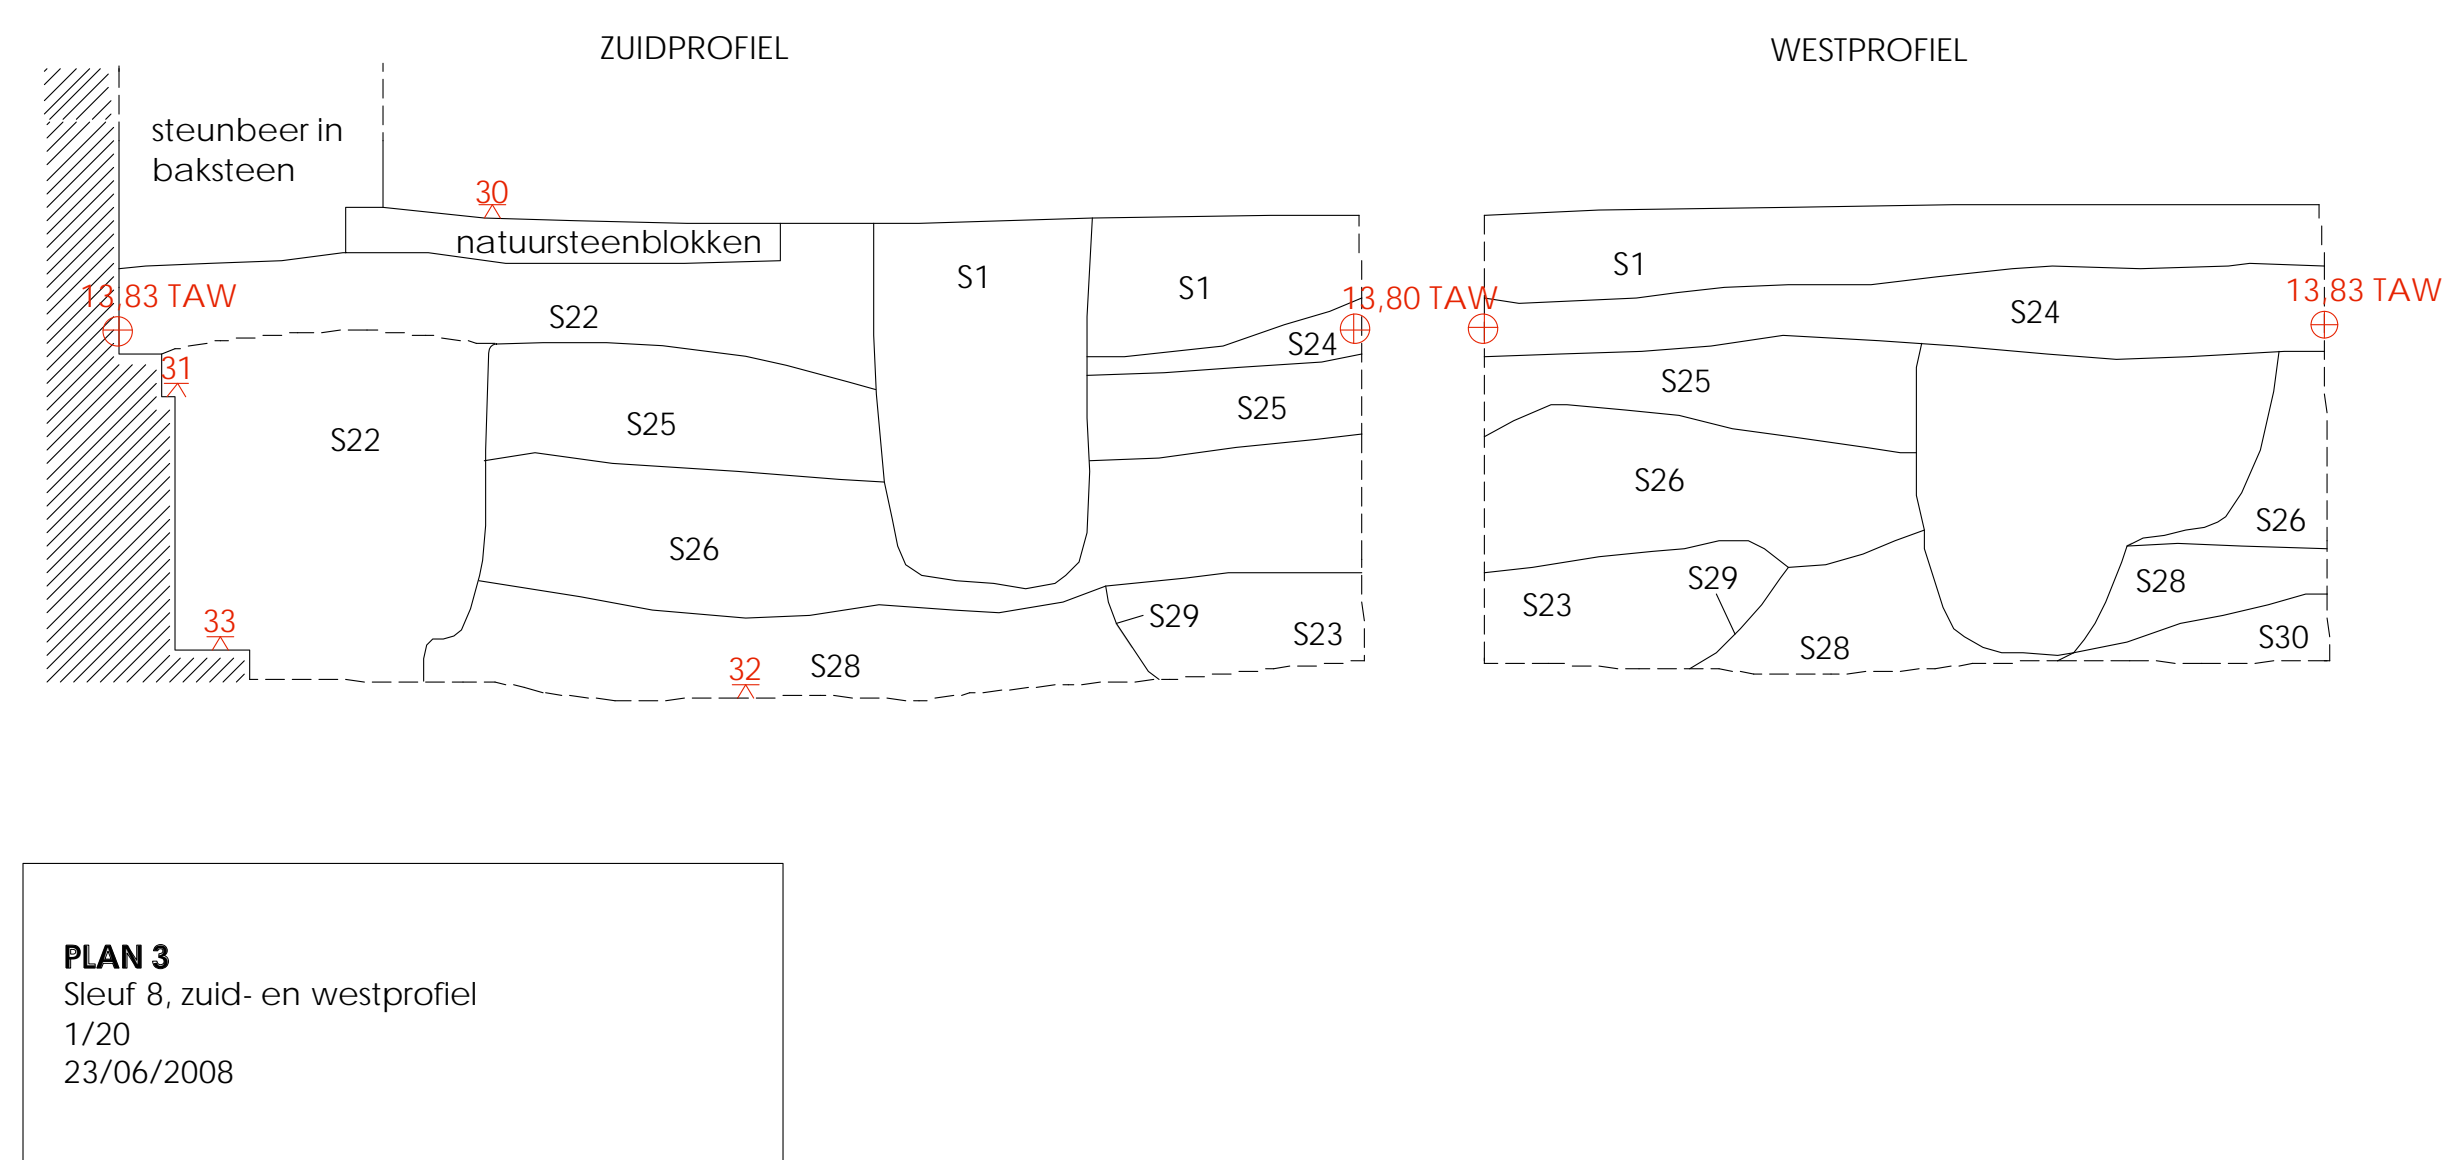 ZUIDPROFIEL
WESTPROFIEL
steunbeer in
baksteen
30
natuursteenblokken
S1
S1
S1
13,83 TAW
13,80 TAW
13,83 TAW
S22
S24
S24
31
S25
S25
S25
S22
S26
S26
S26
S29
S28
S23
S29
S23
33
S30
S28
S28
32
PLAN 3
Sleuf 8, zuid- en westprofiel
1/20
23/06/2008